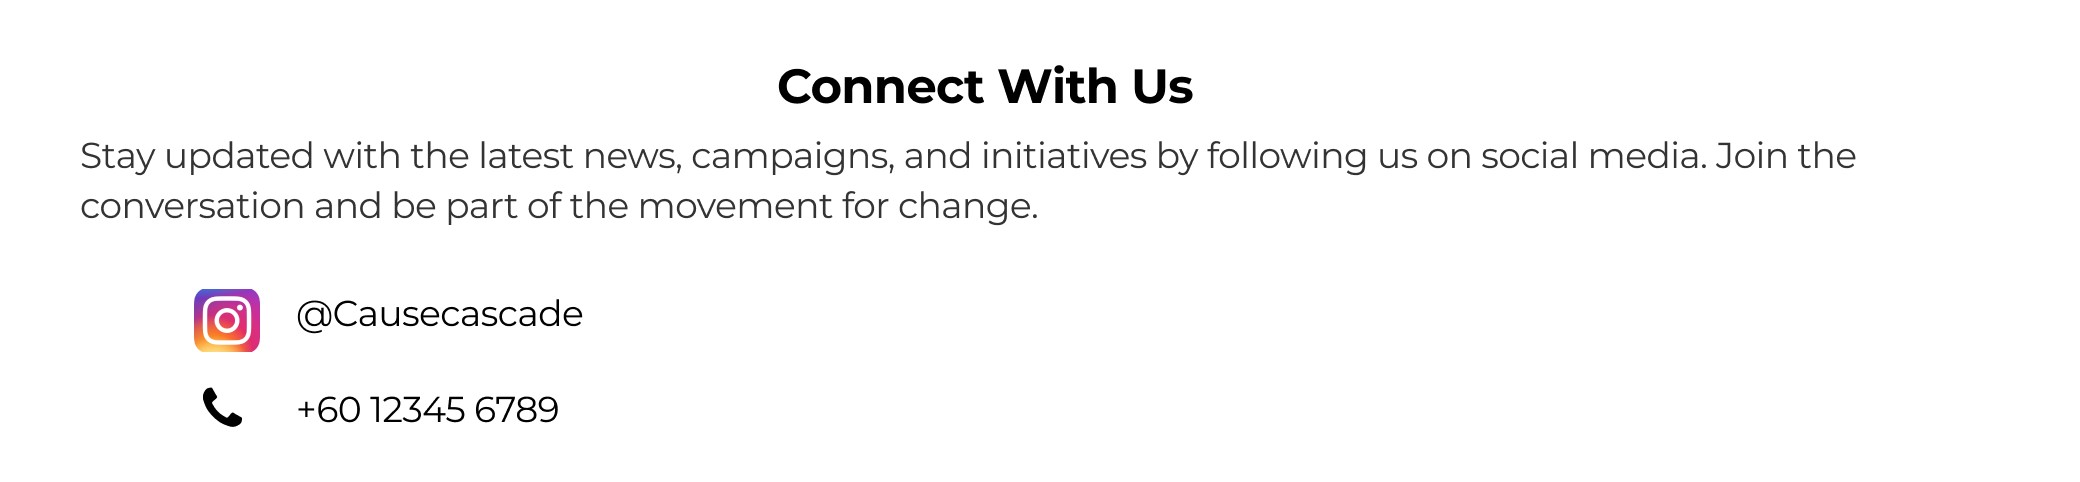 Connect With Us
Stay updated with the latest news, campaigns, and initiatives by following us on social media. Join the
conversation and be part of the movement for change.
@Causecascade
+60 12345 6789